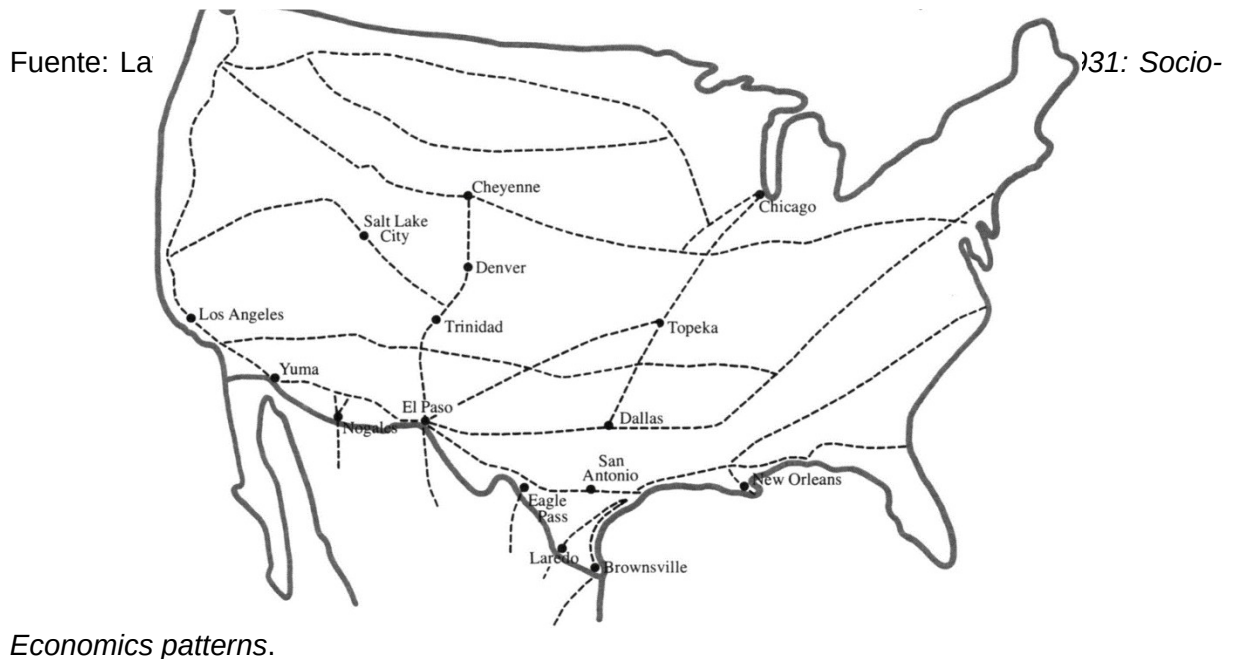 Fuente: La
931: Socio-
Cheyenne
Chicago
Salt Lake
City
Denver
Los Angeles
Trinidad
Topeka
Yuma
El Paso
Dallas
Nogales
San
Antonio
New Orleans
Eagle
Pass
Laredo
Brownsville
Economics patterns.